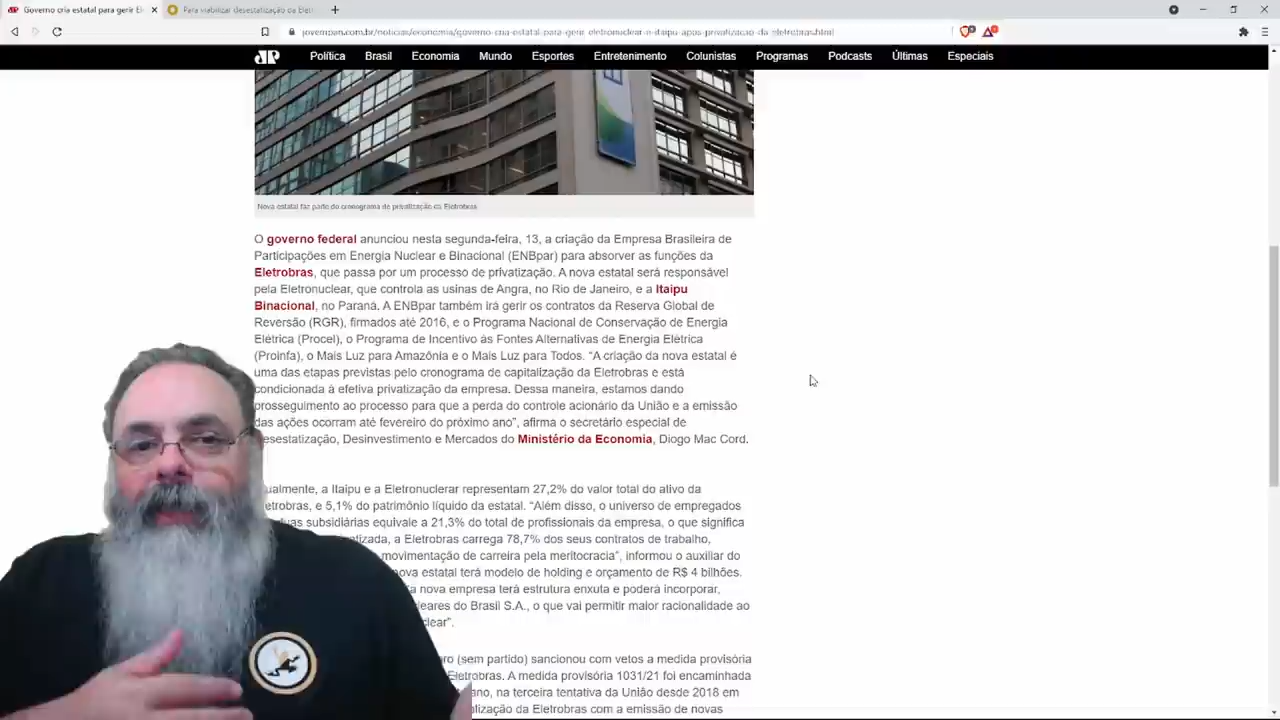 Governo cria estatal para gerir El
Para viabilizar desestatização da Elet
jovempan.com.br/noticias/economia/governo-cria-estatal-para-gerir-eletronuclear-e-itaipu-apos-privatizacao-da-eletrobras.html
JP Política Brasil Economia Mundo Esportes Entretenimento Colunistas Programas Podcasts Últimas Especiais
Nova estatal faz parte do cronograma de privatização da Eletrobras
O governo federal anunciou nesta segunda-feira, 13, a criação da Empresa Brasileira de
Participações em Energia Nuclear e Binacional (ENBpar) para absorver as funções da
Eletrobras, que passa por um processo de privatização. A nova estatal será responsável
pela Eletronuclear, que controla as usinas de Angra, no Rio de Janeiro, e a Itaipu
Binacional, no Paraná. A ENBpar também irá gerir os contratos da Reserva Global de
Reversão (RGR), firmados até 2016, e o Programa Nacional de Conservação de Energia
Elétrica (Procel), o Programa de Incentivo às Fontes Alternativas de Energia Elétrica
(Proinfa), o Mais Luz para Amazônia e o Mais Luz para Todos. “A criação da nova estatal é
uma das etapas previstas pelo cronograma de capitalização da Eletrobras e está
condicionada à efetiva privatização da empresa. Dessa maneira, estamos dando
prosseguimento ao processo para que a perda do controle acionário da União e a emissão
das ações ocorram até fevereiro do próximo ano”, afirma o secretário especial de
esestatização, Desinvestimento e Mercados do Ministério da Economia, Diogo Mac Cord.
ualmente, a Itaipu e a Eletronuclerar representam 27,2% do valor total do ativo da
etrobras, e 5,1% do patrimônio líquido da estatal. “Além disso, o universo de empregados
uas subsidiárias equivale a 21,3% do total de profissionais da empresa, o que significa
atizada, a Eletrobras carrega 78,7% dos seus contratos de trabalho,
movimentação de carreira pela meritocracia”, informou o auxiliar do
nova estatal terá modelo de holding e orçamento de R$ 4 bilhões.
a nova empresa terá estrutura enxuta e poderá incorporar,
leares do Brasil S.A., o que vai permitir maior racionalidade ao
clear”.
ro (sem partido) sancionou com vetos a medida provisória
Eletrobras. A medida provisória 1031/21 foi encaminhada
ano, na terceira tentativa da União desde 2018 em
lização da Eletrobras com a emissão de novas